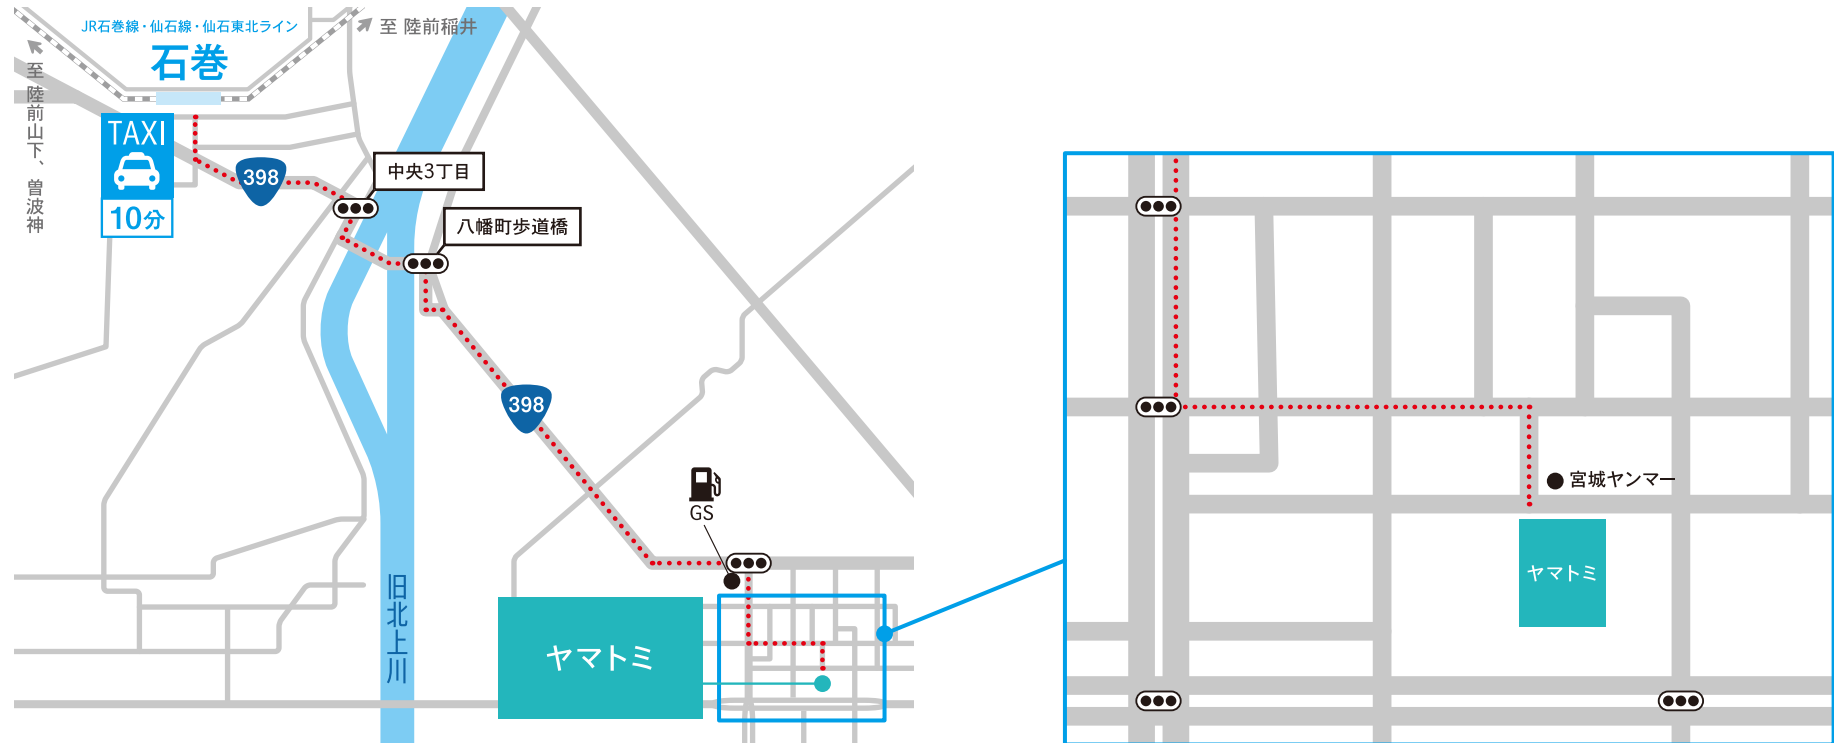 JR石巻線・仙石線・仙石東北ライン
石巻
至 陸前稲井
至 陸前山下、曽波神
TAXI
10分
398
中央3丁目
八幡町歩道橋
398
GS
旧北上川
ヤマトミ
宮城ヤンマー
ヤマトミ